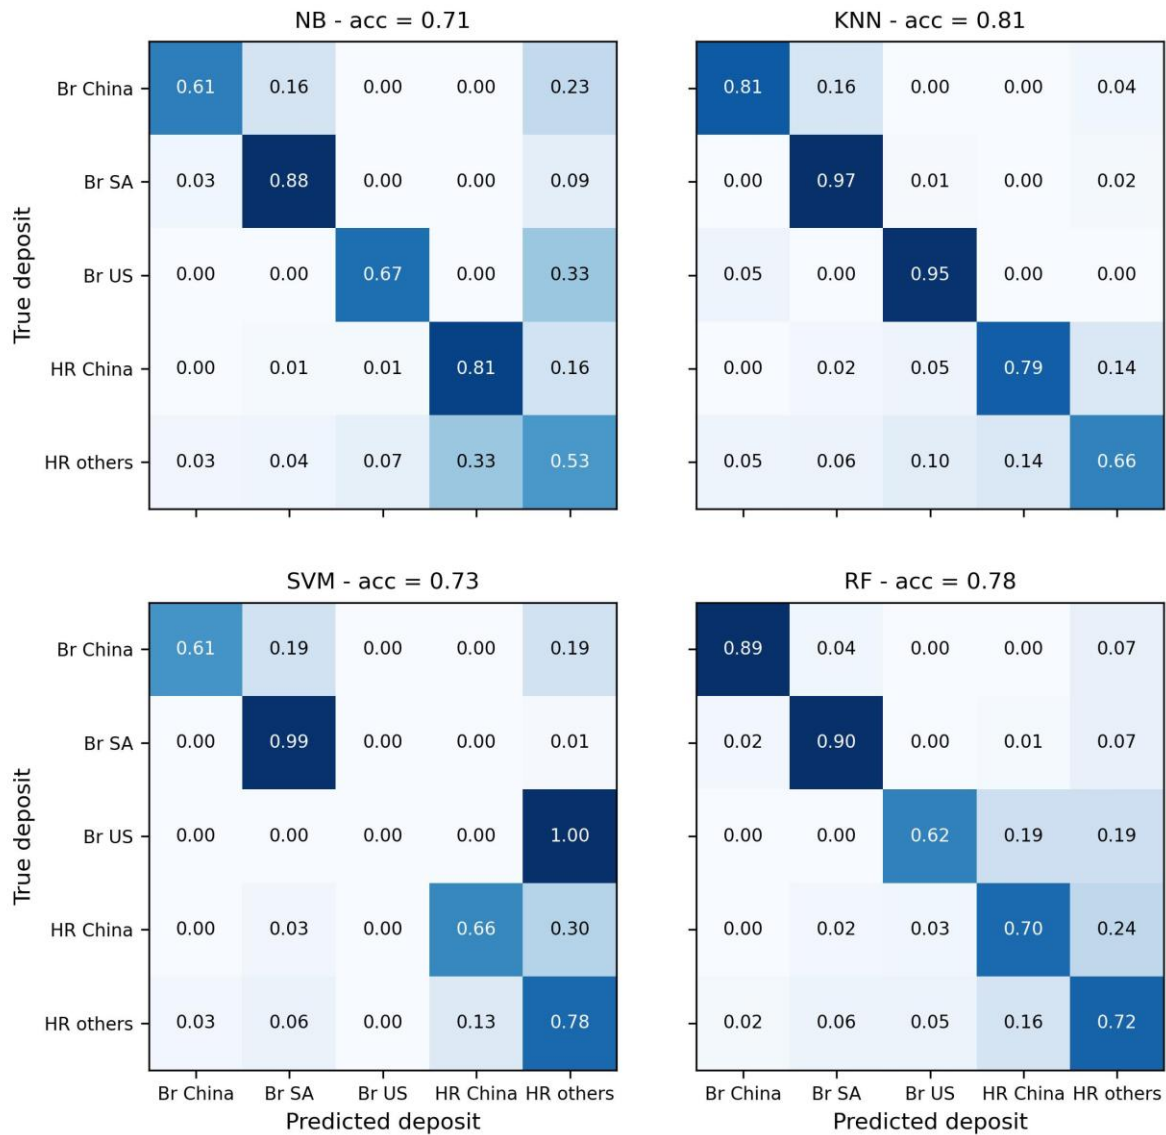 NB - acc = 0.71
KNN - acc = 0.81
True deposit
Br China 0.61 0.16 0.00 0.00 0.23 0.81 0.16 0.00 0.00 0.04
Br SA 0.03 0.88 0.00 0.00 0.09 0.00 0.97 0.01 0.00 0.02
Br US 0.00 0.00 0.67 0.00 0.33 0.05 0.00 0.95 0.00 0.00
HR China 0.00 0.01 0.01 0.81 0.16 0.00 0.02 0.05 0.79 0.14
HR others 0.03 0.04 0.07 0.33 0.53 0.05 0.06 0.10 0.14 0.66
SVM - acc = 0.73
RF - acc = 0.78
True deposit
Br China 0.61 0.19 0.00 0.00 0.19 0.89 0.04 0.00 0.00 0.07
Br SA 0.00 0.99 0.00 0.00 0.01 0.02 0.90 0.00 0.01 0.07
Br US 0.00 0.00 0.00 0.00 1.00 0.00 0.00 0.62 0.19 0.19
HR China 0.00 0.03 0.00 0.66 0.30 0.00 0.02 0.03 0.70 0.24
HR others 0.03 0.06 0.00 0.13 0.78 0.02 0.06 0.05 0.16 0.72
Br China Br SA Br US HR China HR others Br China Br SA Br US HR China HR others
Predicted deposit
Predicted deposit